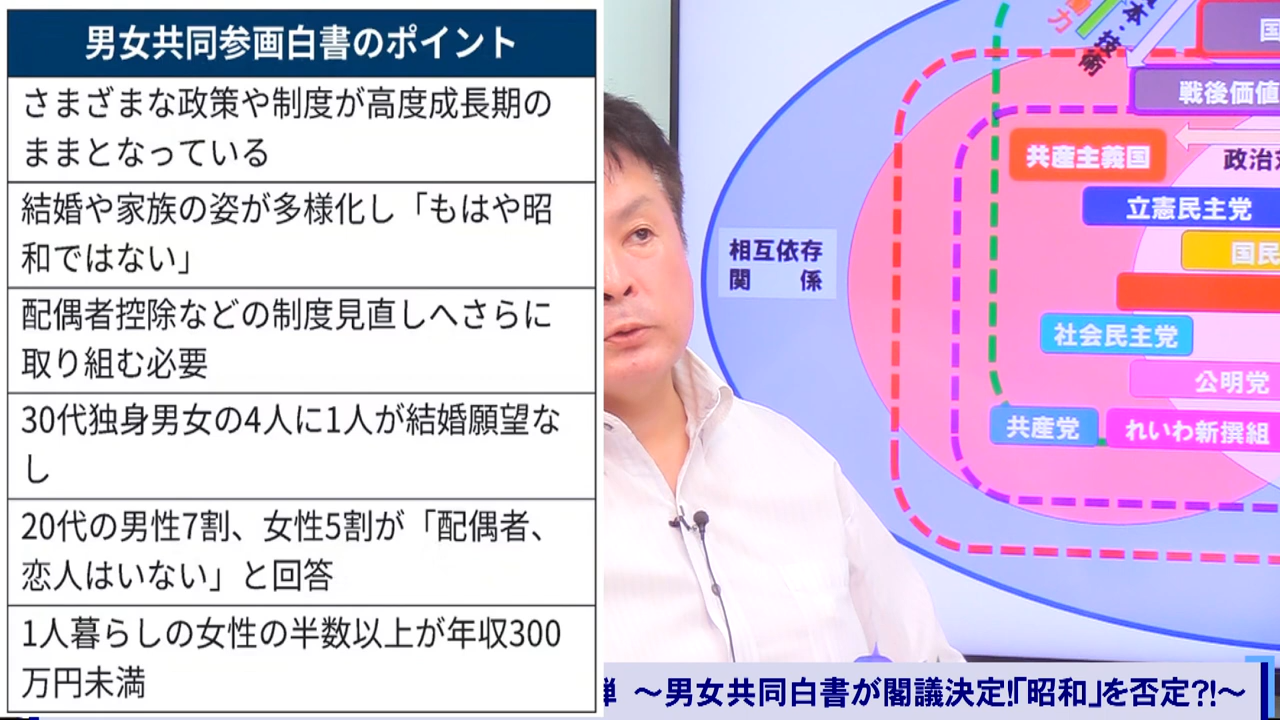 男女共同参画白書のポイント
さまざまな政策や制度が高度成長期の
ままとなっている
結婚や家族の姿が多様化し「もはや昭
和ではない」
配偶者控除などの制度見直しへさらに
取り組む必要
30代独身男女の4人に1人が結婚願望な
し
20代の男性7割、女性5割が「配偶者、
恋人はいない」と回答
1人暮らしの女性の半数以上が年収300
万円未満
本・技術
力
国
戦後価値
共産主義国
政治
立憲民主党
相互依存
関 係
国民
社会民主党
公明党
共産党
れいわ新撰組
～男女共同白書が閣議決定!「昭和」を否定?!～